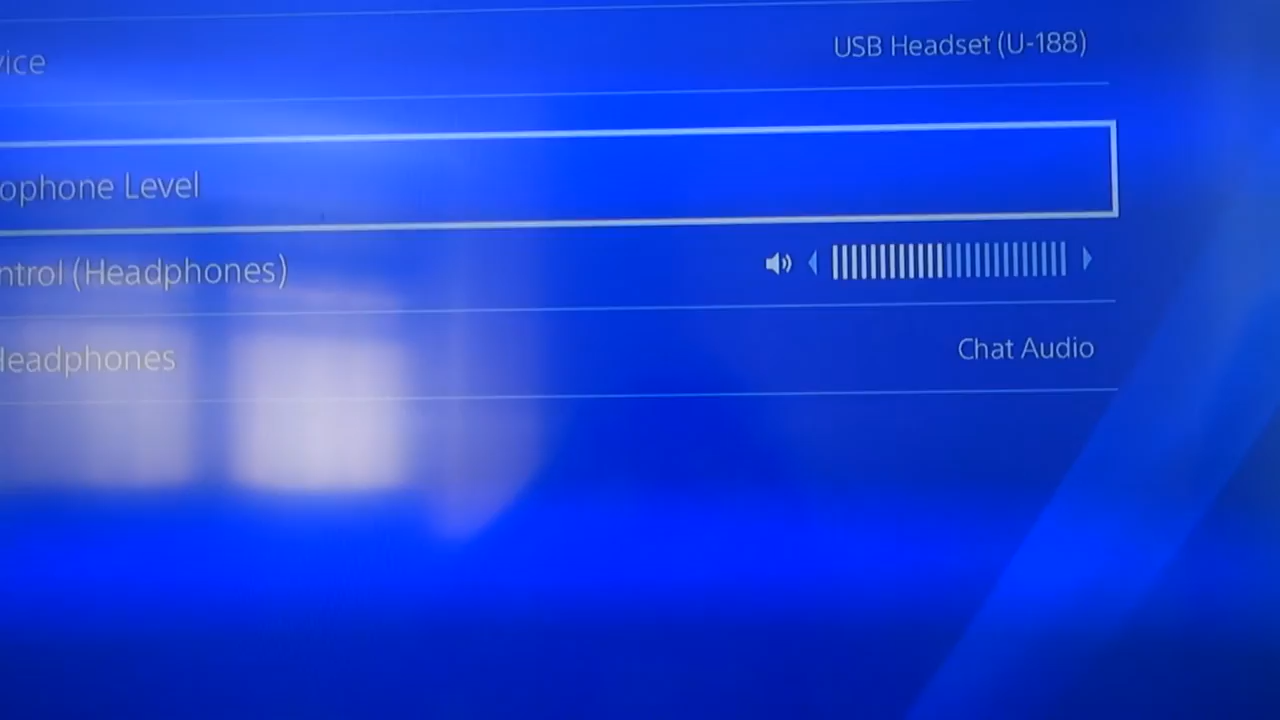 vice USB Headset (U-188)
ophone Level
ntrol (Headphones)
Headphones Chat Audio